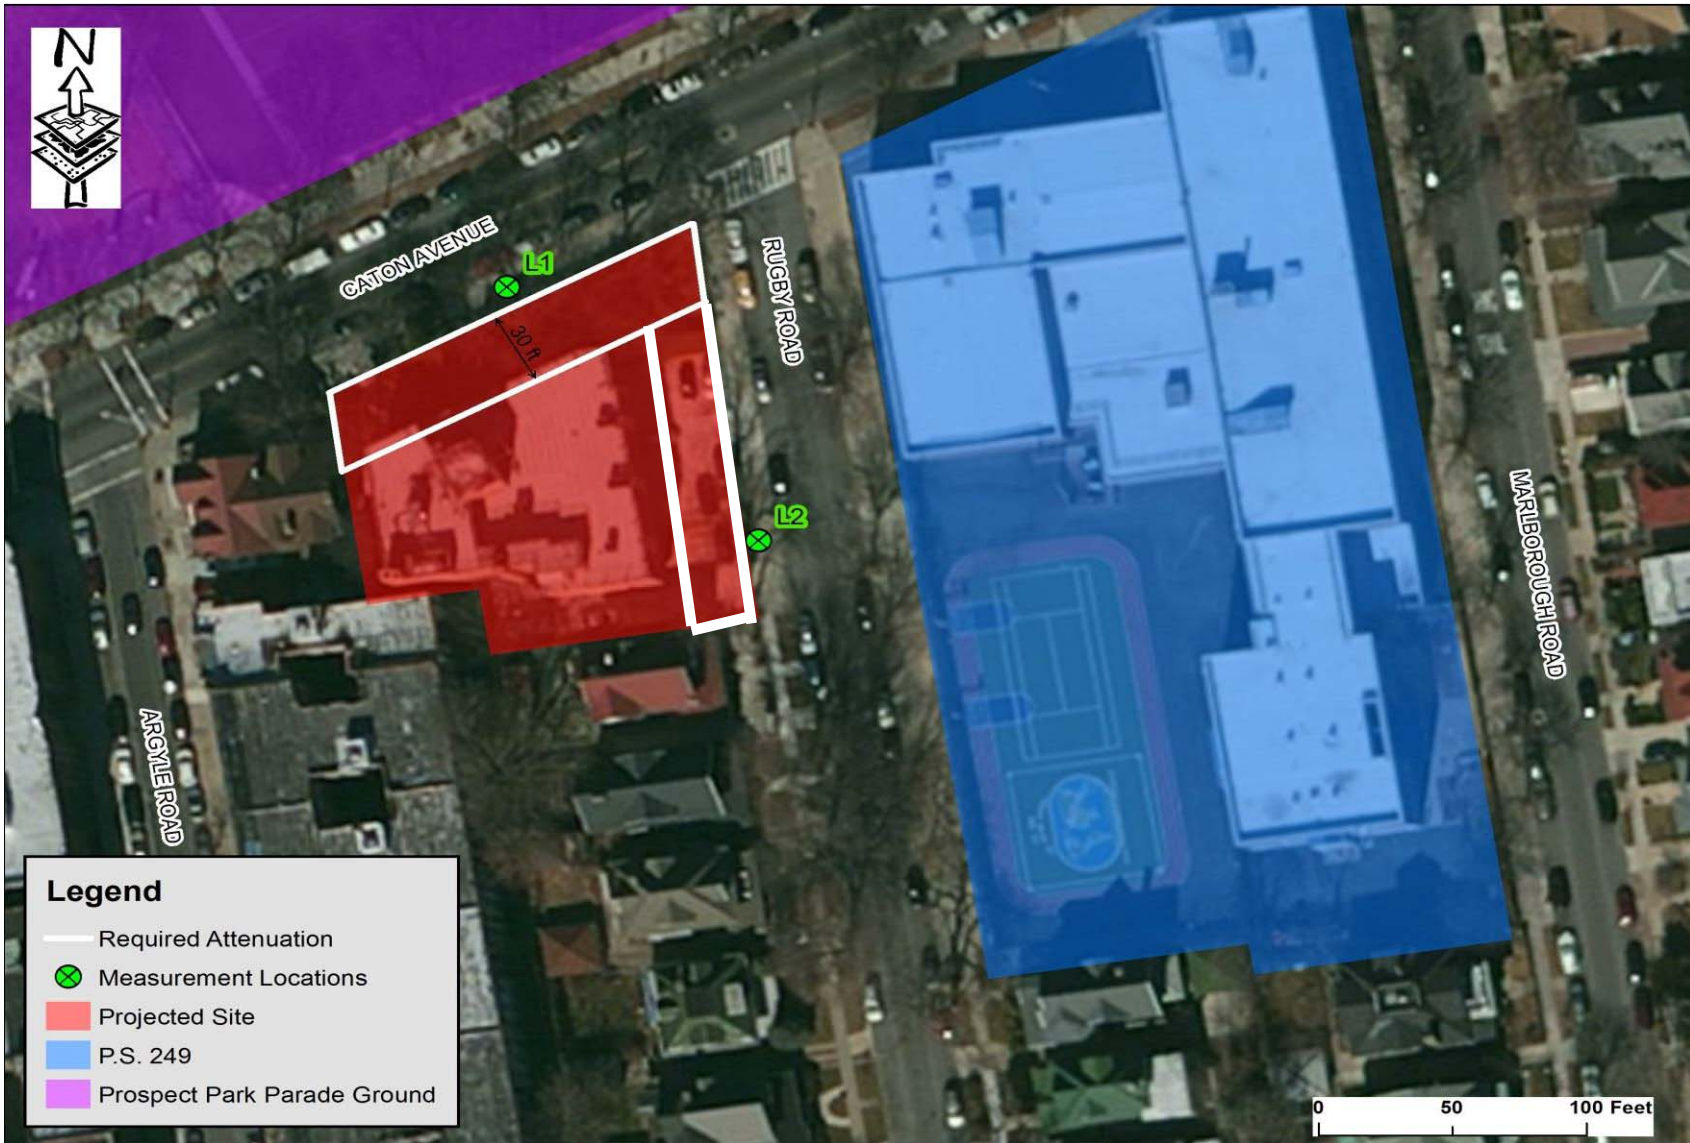 N
CATON AVENUE
L1
30 ft
RUGBY ROAD
L2
MARLBOROUGH ROAD
ARGYLE ROAD
Legend
Required Attenuation
Measurement Locations
Projected Site
P.S. 249
Prospect Park Parade Ground
0 50 100 Feet